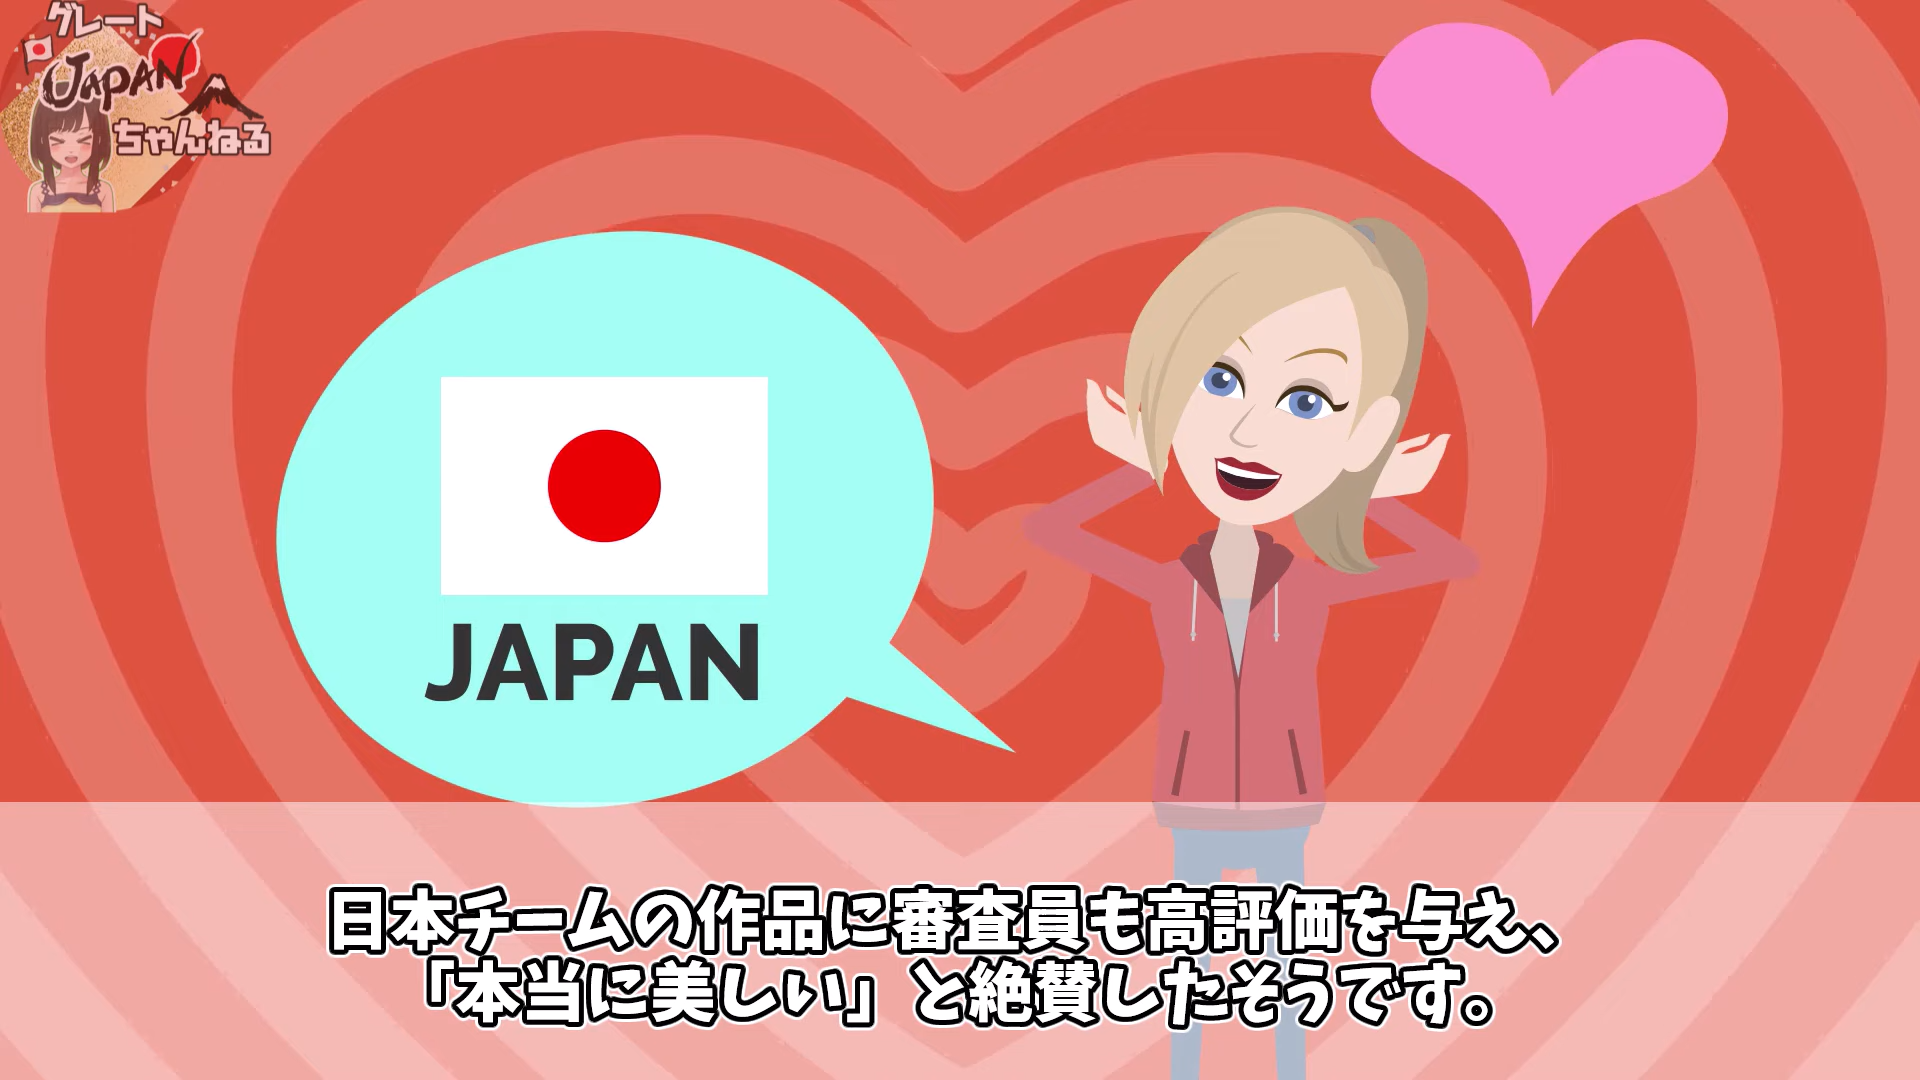 グレート
JAPAN
ちゃんねる
JAPAN
日本チームの作品に審査員も高評価を与え、
「本当に美しい」と絶賛したそうです。